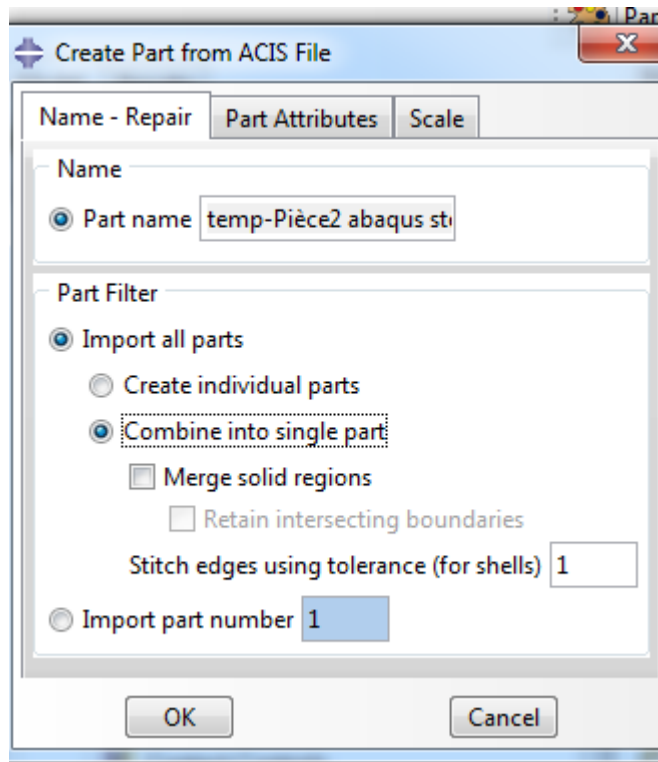 Par
Create Part from ACIS File
Name - Repair Part Attributes Scale
Name
Part name temp-Pièce2 abaqus ste
Part Filter
Import all parts
Create individual parts
Combine into single part
Merge solid regions
Retain intersecting boundaries
Stitch edges using tolerance (for shells) 1
Import part number 1
OK Cancel